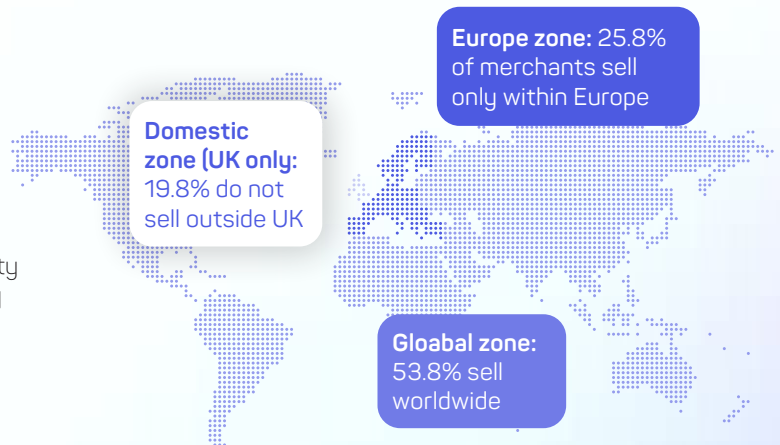 Europe zone: 25.8%
of merchants sell
only within Europe
Domestic
zone (UK only:
19.8% do not
sell outside UK
Gloabal zone:
53.8% sell
worldwide